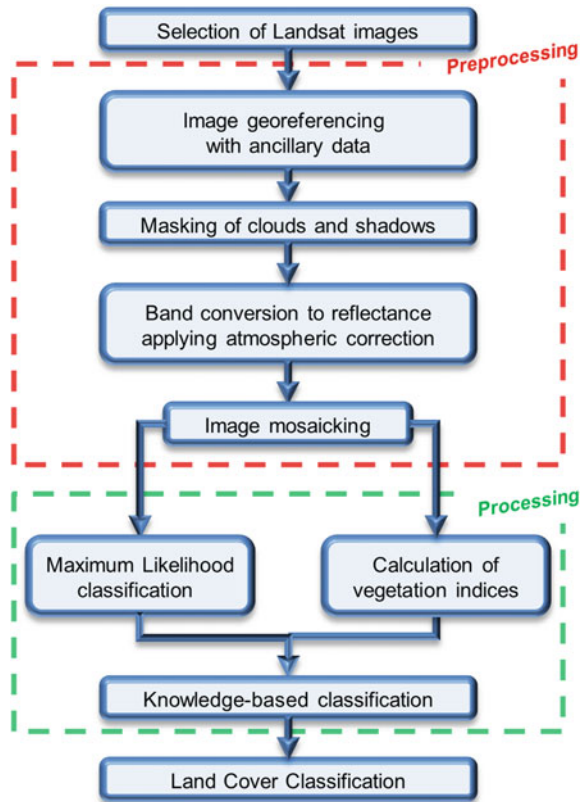 Selection of Landsat images
Preprocessing
Image georeferencing
with ancillary data
Masking of clouds and shadows
Band conversion to reflectance
applying atmospheric correction
Image mosaicking
Processing
Maximum Likelihood
classification
Calculation of
vegetation indices
Knowledge-based classification
Land Cover Classification